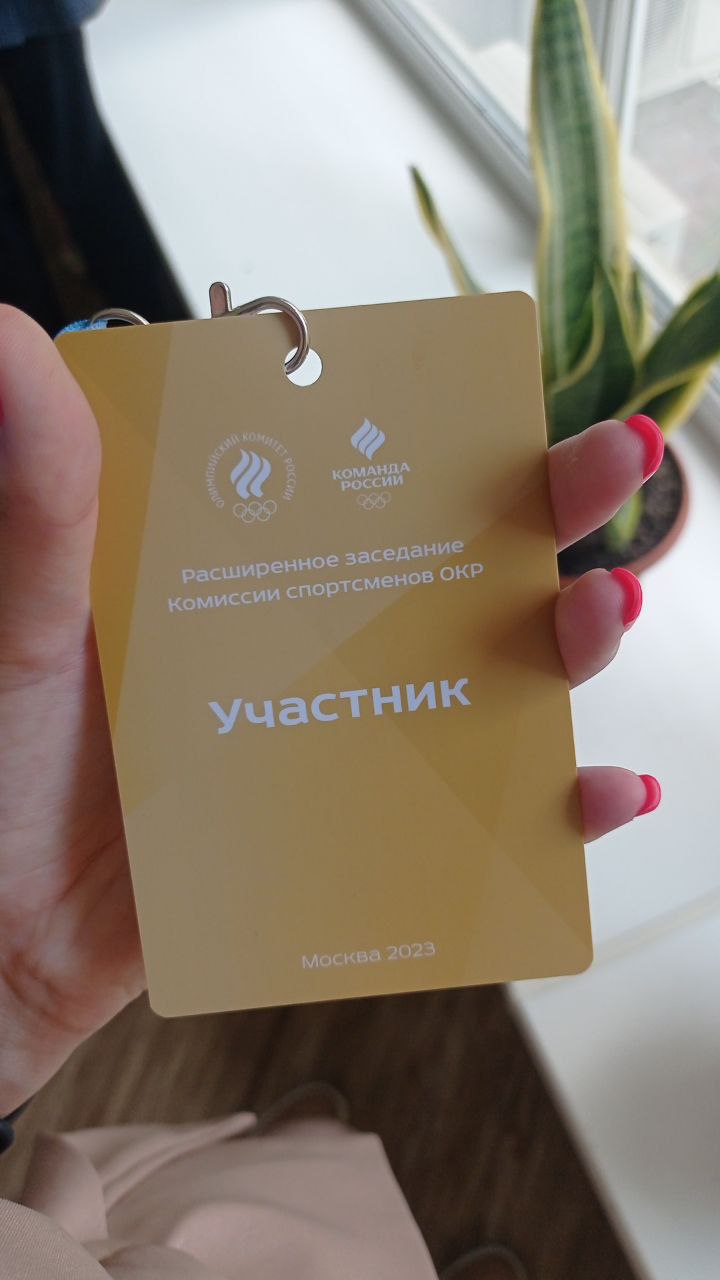 ОЛИМПИЙСКИЙ КОМИТЕТ РОССИИ
КОМАНДА
РОССИИ
Расширенное заседание
Комиссии спортсменов ОКР
Участник
Москва 2023